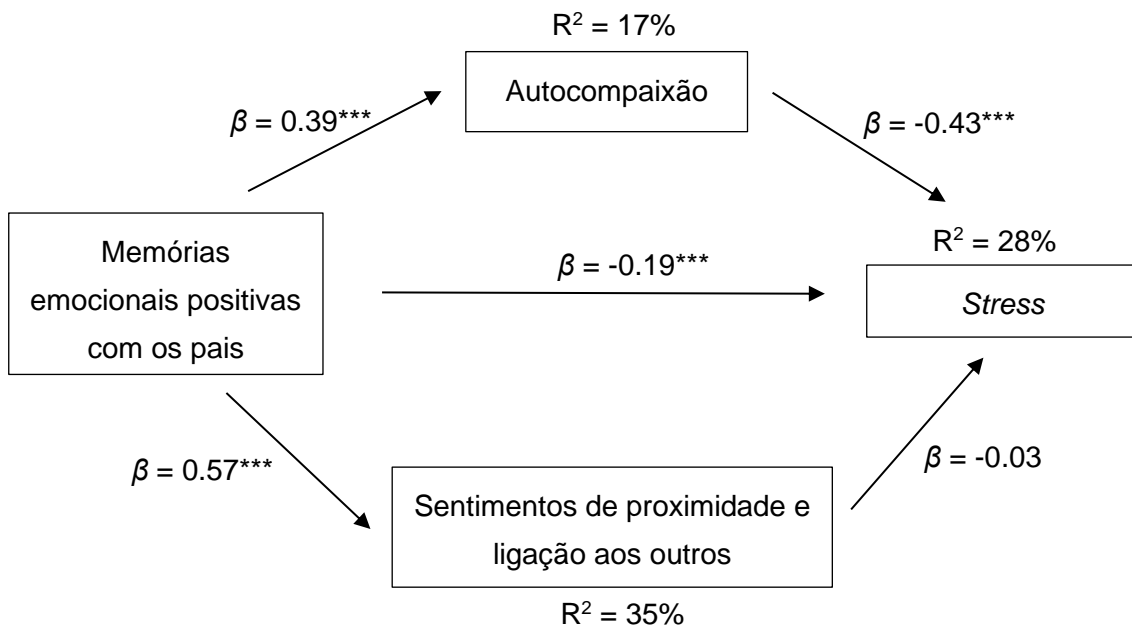 R² = 17%
Autocompaixão
β = 0.39***
β = -0.43***
Memórias
emocionais positivas
com os pais
β = -0.19***
R² = 28%
Stress
β = 0.57***
β = -0.03
Sentimentos de proximidade e
ligação aos outros
R² = 35%